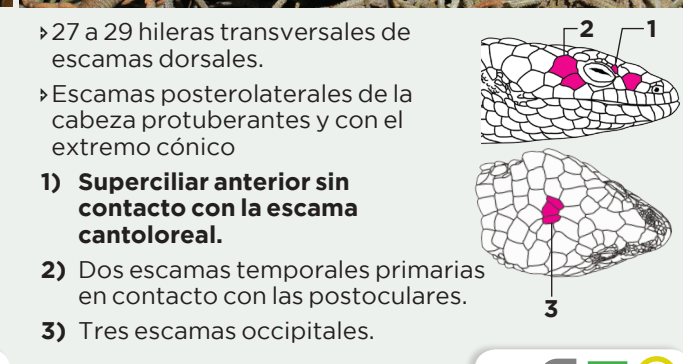 ▸27 a 29 hileras transversales de
escamas dorsales.
▸Escamas posterolaterales de la
cabeza protuberantes y con el
extremo cónico
1) Superciliar anterior sin
contacto con la escama
cantoloreal.
2) Dos escamas temporales primarias
en contacto con las postoculares.
3) Tres escamas occipitales.
2 1
3